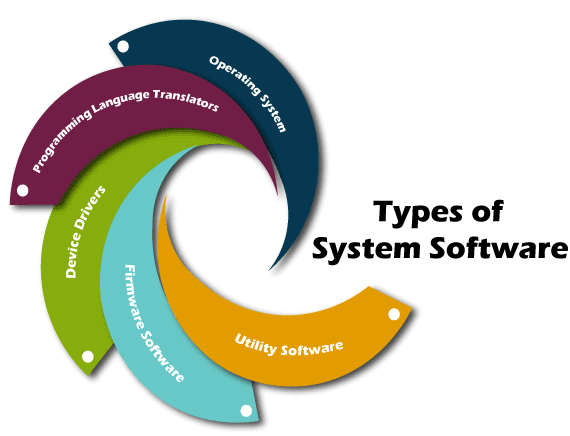 Operating System
Programming Language Translators
Device Drivers
Firmware Software
Utility Software
Types of
System Software